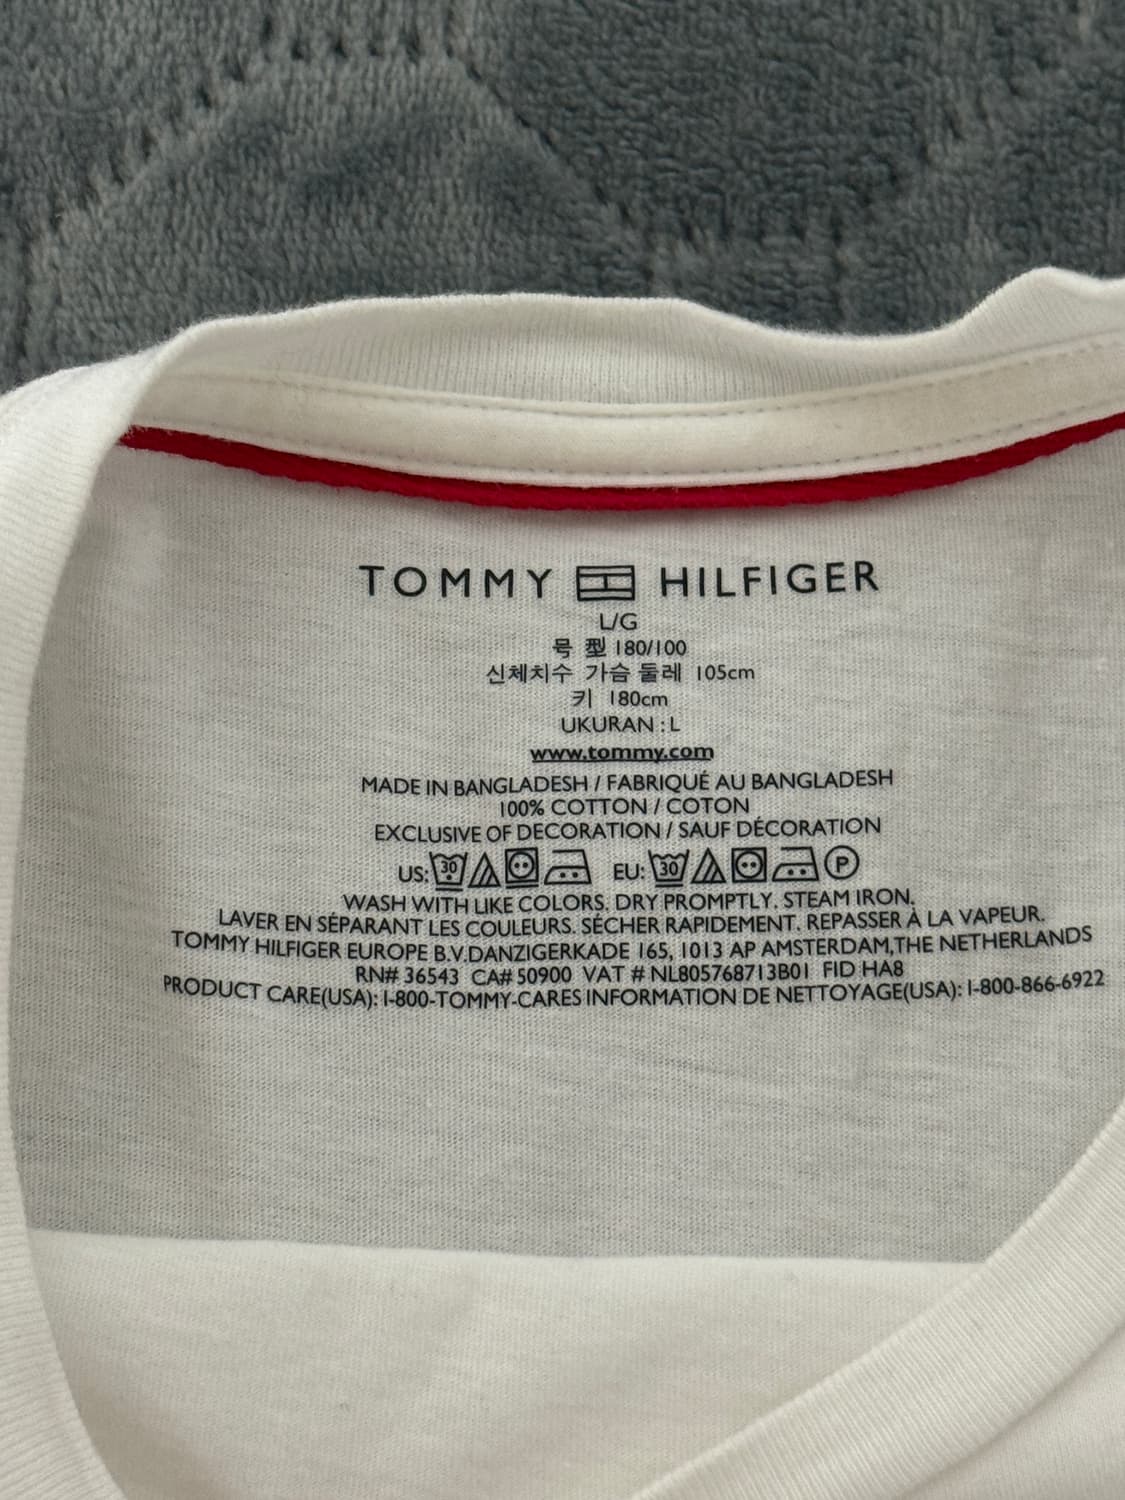 TOMMY HILFIGER
L/G
号 型 180/100
신체치수 가슴 둘레 105cm
키 180cm
UKURAN : L
www.tommy.com
MADE IN BANGLADESH / FABRIQUÉ AU BANGLADESH
100% COTTON / COTON
EXCLUSIVE OF DECORATION / SAUF DÉCORATION
US: 30 EU: 30 P
WASH WITH LIKE COLORS. DRY PROMPTLY. STEAM IRON.
LAVER EN SÉPARANT LES COULEURS. SÉCHER RAPIDEMENT. REPASSER À LA VAPEUR.
TOMMY HILFIGER EUROPE B.V.DANZIGERKADE 165, 1013 AP AMSTERDAM,THE NETHERLANDS
RN# 36543 CA# 50900 VAT # NL805768713B01 FID HA8
PRODUCT CARE(USA): 1-800-TOMMY-CARES INFORMATION DE NETTOYAGE(USA): 1-800-866-6922